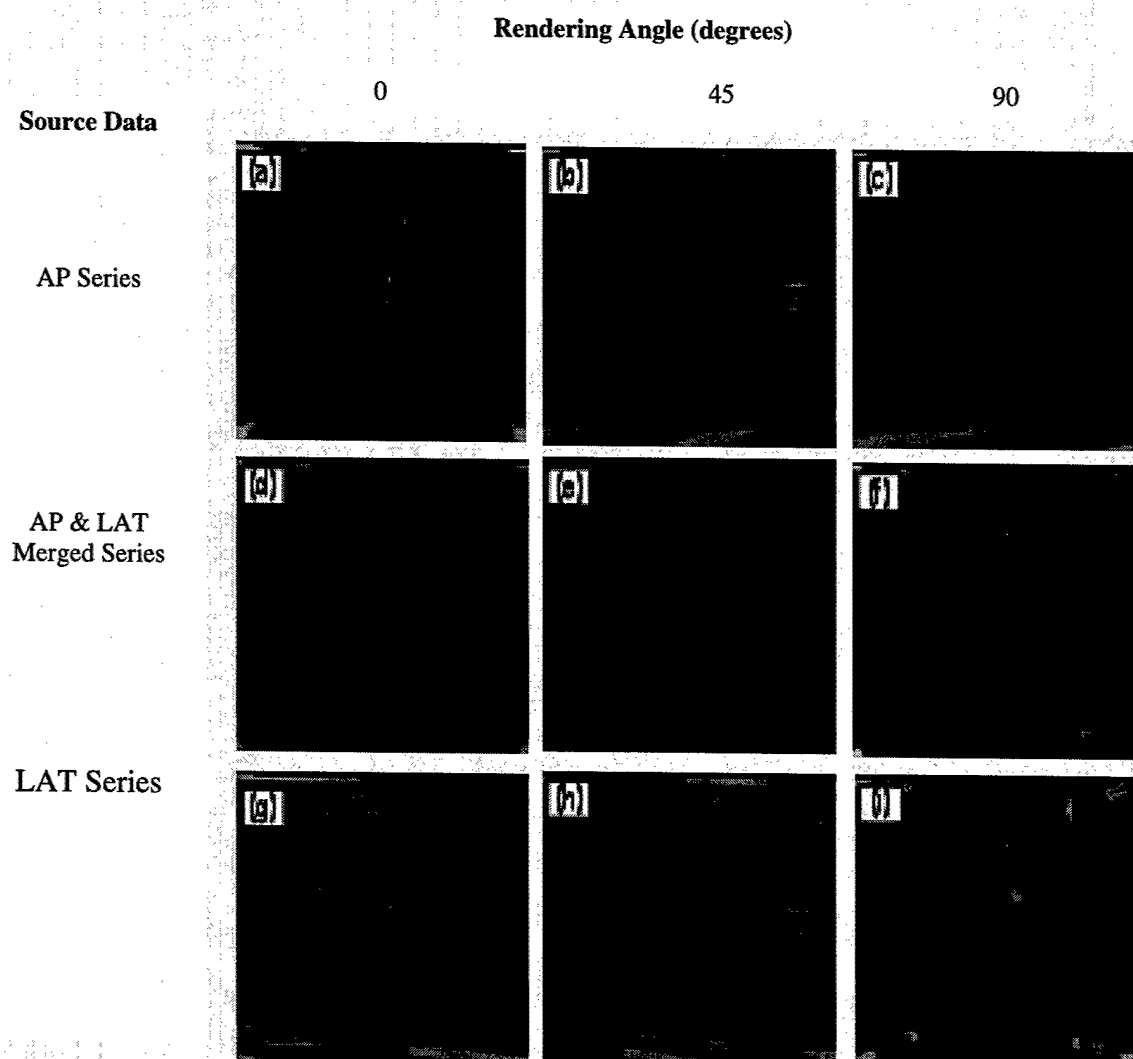 Rendering Angle (degrees)
0 45 90
Source Data
(a) (b) (c)
AP Series
(d) (e) (f)
AP & LAT
Merged Series
(g) (h) (i)
LAT Series